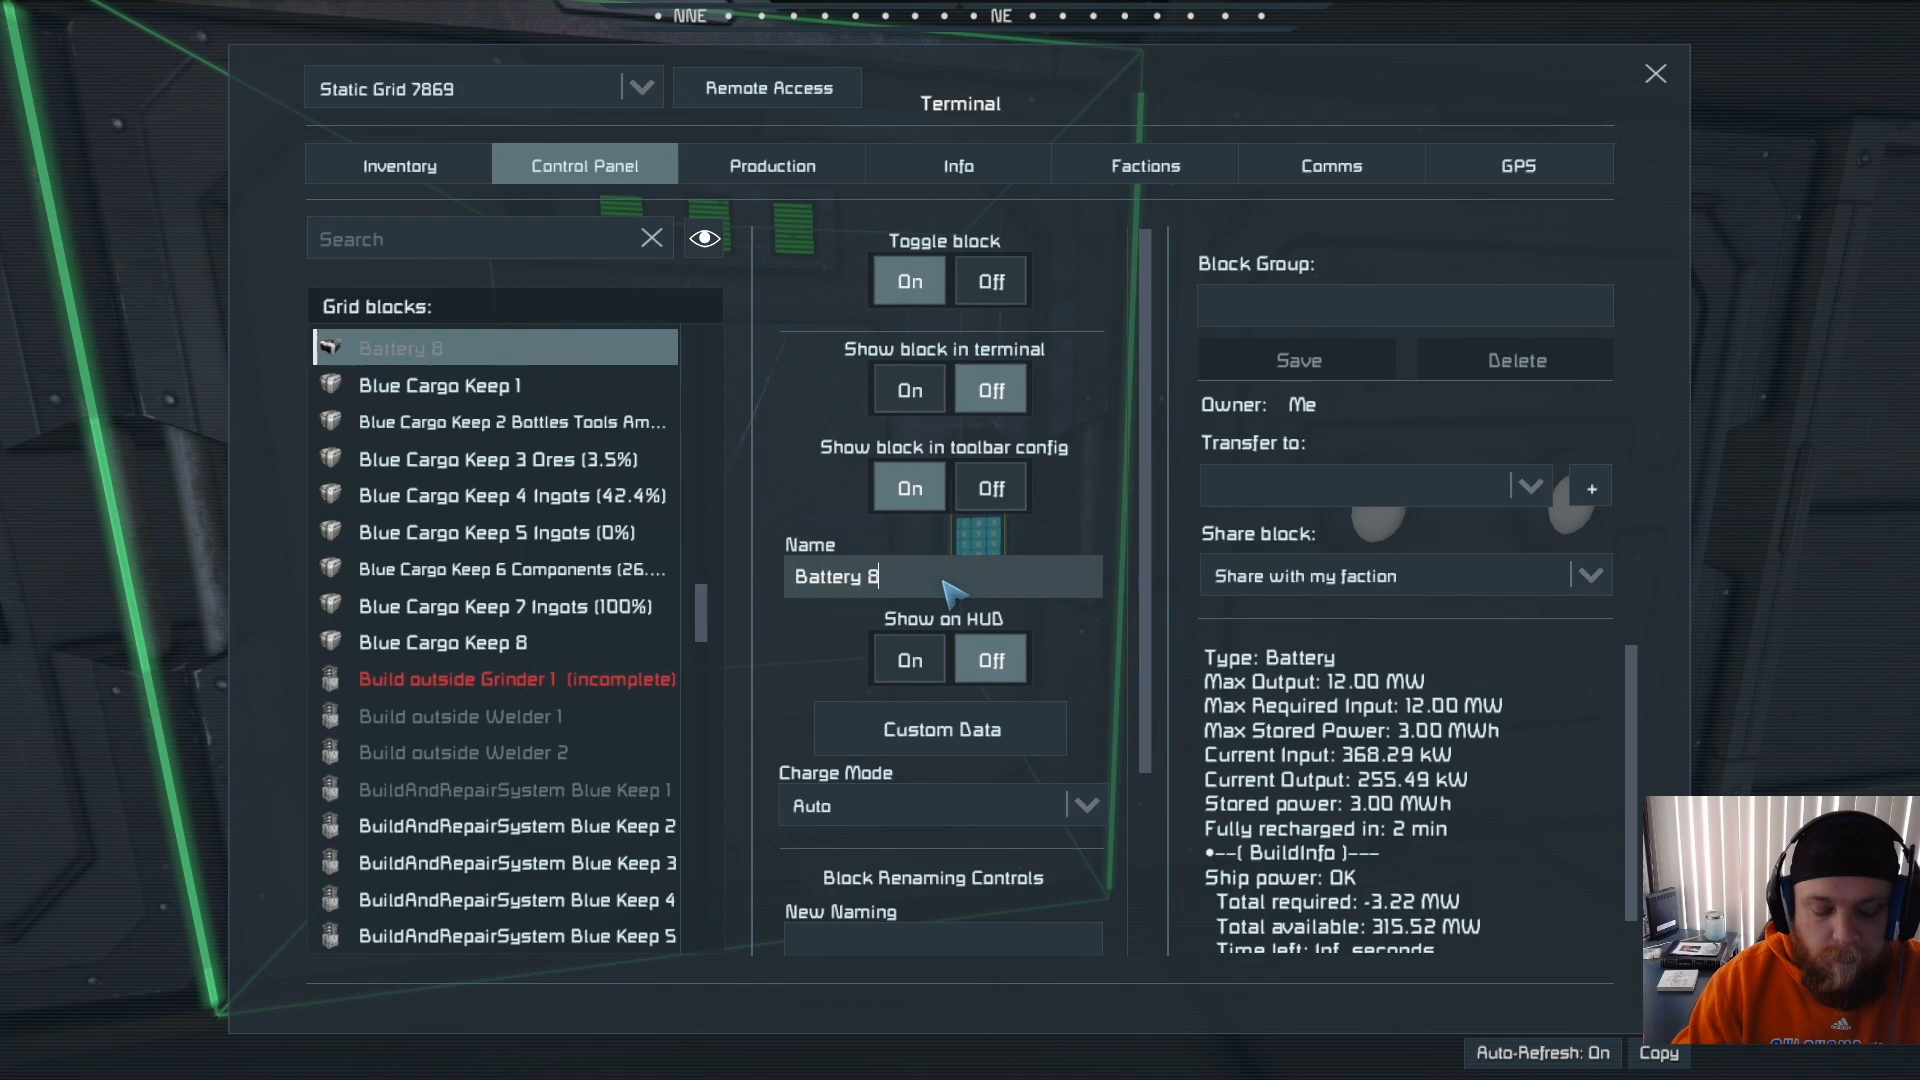 NNE NE
Static Grid 7869
Remote Access
Terminal
Inventory
Control Panel
Production
Info
Factions
Comms
GPS
Search
Grid blocks:
Battery 8
Blue Cargo Keep 1
Blue Cargo Keep 2 Bottles Tools Am...
Blue Cargo Keep 3 Ores (3.5%)
Blue Cargo Keep 4 Ingots (42.4%)
Blue Cargo Keep 5 Ingots (0%)
Blue Cargo Keep 6 Components (26....
Blue Cargo Keep 7 Ingots (100%)
Blue Cargo Keep 8
Build outside Grinder 1 (incomplete)
Build outside Welder 1
Build outside Welder 2
BuildAndRepairSystem Blue Keep 1
BuildAndRepairSystem Blue Keep 2
BuildAndRepairSystem Blue Keep 3
BuildAndRepairSystem Blue Keep 4
BuildAndRepairSystem Blue Keep 5
Toggle block
On Off
Show block in terminal
On Off
Show block in toolbar config
On Off
Name
Battery 8
Show on HUD
On Off
Custom Data
Charge Mode
Auto
Block Renaming Controls
New Naming
Block Group:
Save
Delete
Owner: Me
Transfer to:
+
Share block:
Share with my faction
Type: Battery
Max Output: 12.00 MW
Max Required Input: 12.00 MW
Max Stored Power: 3.00 MWh
Current Input: 368.29 kW
Current Output: 255.49 kW
Stored power: 3.00 MWh
Fully recharged in: 2 min
•--( BuildInfo )---
Ship power: OK
Total required: -3.22 MW
Total available: 315.52 MW
Time left: Inf. seconds
Auto-Refresh: On
Copy
adidas